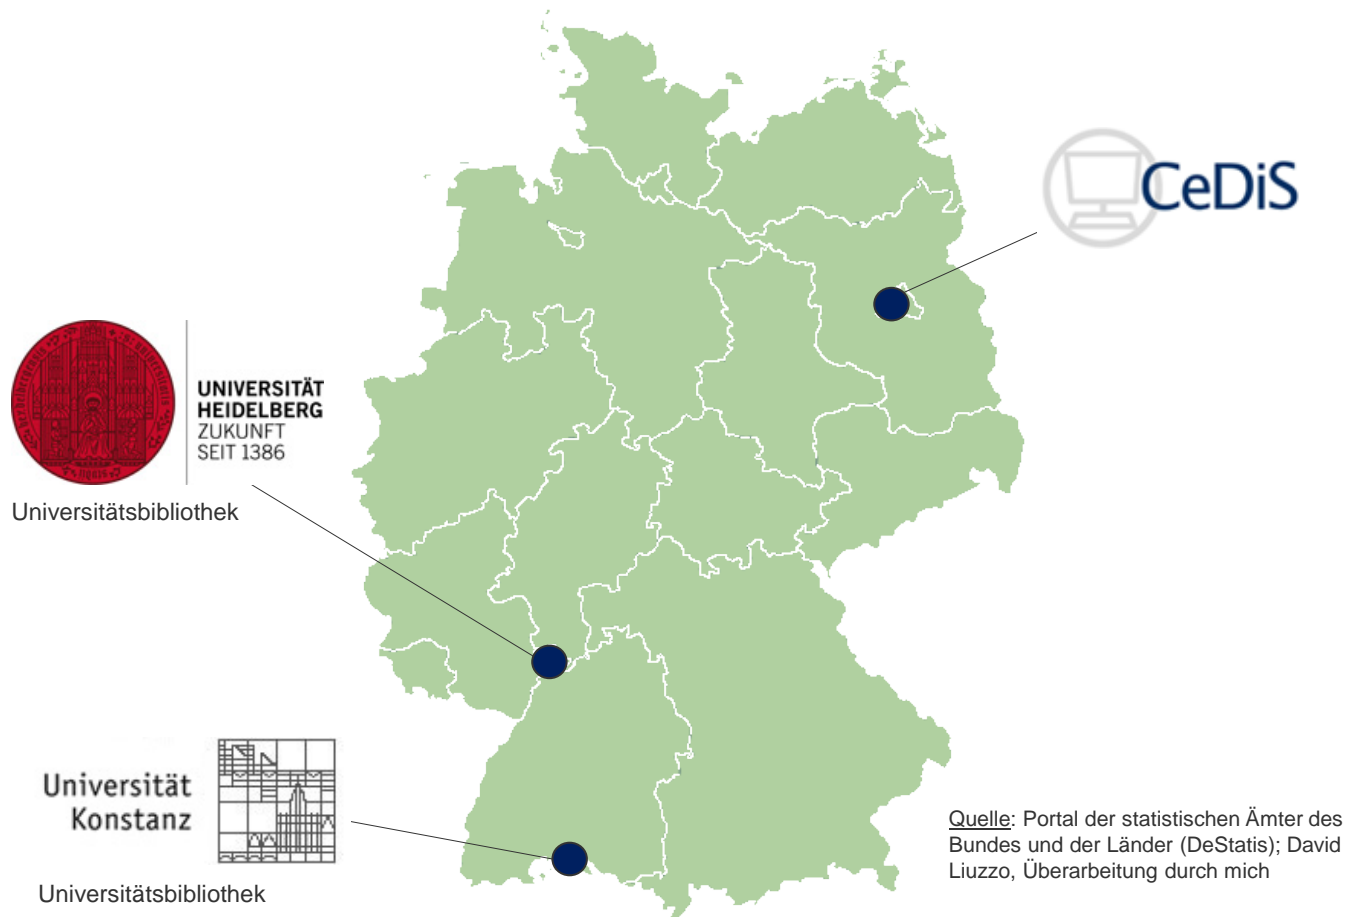 CeDiS
UNIVERSITÄT
HEIDELBERG
ZUKUNFT
SEIT 1386
Universitätsbibliothek
Universität
Konstanz
Universitätsbibliothek
Quelle: Portal der statistischen Ämter des
Bundes und der Länder (DeStatis); David
Liuzzo, Überarbeitung durch mich